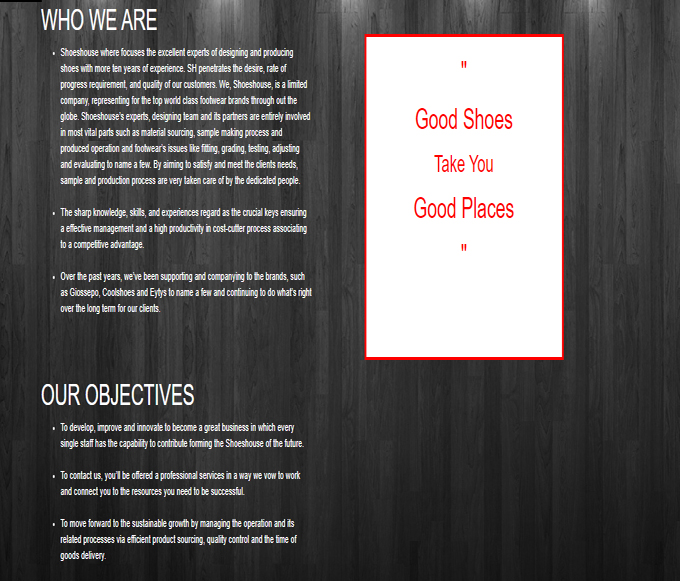 WHO WE ARE
Shoeshouse where focuses the excellent experts of designing and producing
shoes with more ten years of experience. SH penetrates the desire, rate of
progress requirement, and quality of our customers. We, Shoeshouse, is a limited
company, representing for the top world class footwear brands through out the
globe. Shoeshouse's experts, designing team and its partners are entirely involved
in most vital parts such as material sourcing, sample making process and
produced operation and footwear's issues like fitting, grading, testing, adjusting
and evaluating to name a few. By aiming to satisfy and meet the clients needs,
sample and production process are very taken care of by the dedicated people.
The sharp knowledge, skills, and experiences regard as the crucial keys ensuring
a effective management and a high productivity in cost-cutter process associating
to a competitive advantage.
Over the past years, we've been supporting and companying to the brands, such
as Giossepo, Coolshoes and Eytys to name a few and continuing to do what's right
over the long term for our clients.
OUR OBJECTIVES
To develop, improve and innovate to become a great business in which every
single staff has the capability to contribute forming the Shoeshouse of the future.
To contact us, you'll be offered a professional services in a way we vow to work
and connect you to the resources you need to be successful.
To move forward to the sustainable growth by managing the operation and its
related processes via efficient product sourcing, quality control and the time of
goods delivery.
"
Good Shoes
Take You
Good Places
"